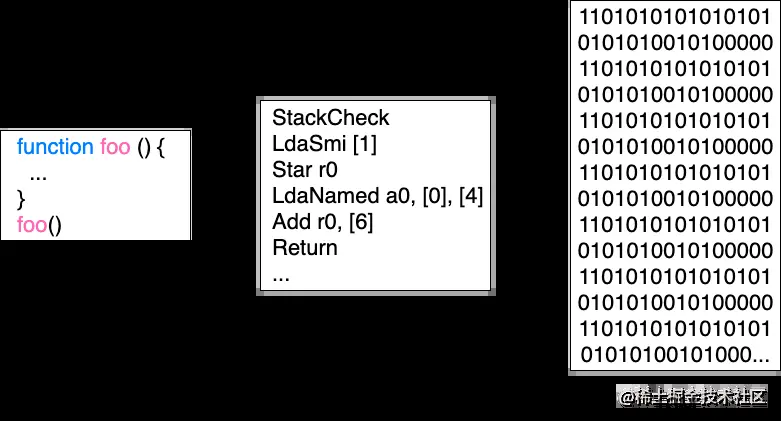 function foo () {
...
}
foo()
StackCheck
LdaSmi [1]
Star r0
LdaNamed a0, [0], [4]
Add r0, [6]
Return
...
1101010101010101
0101010010100000
1101010101010101
0101010010100000
1101010101010101
0101010010100000
1101010101010101
0101010010100000
1101010101010101
0101010010100000
1101010101010101
0101010010100000
1101010101010101
01010100101000...
@稀土掘金技术社区